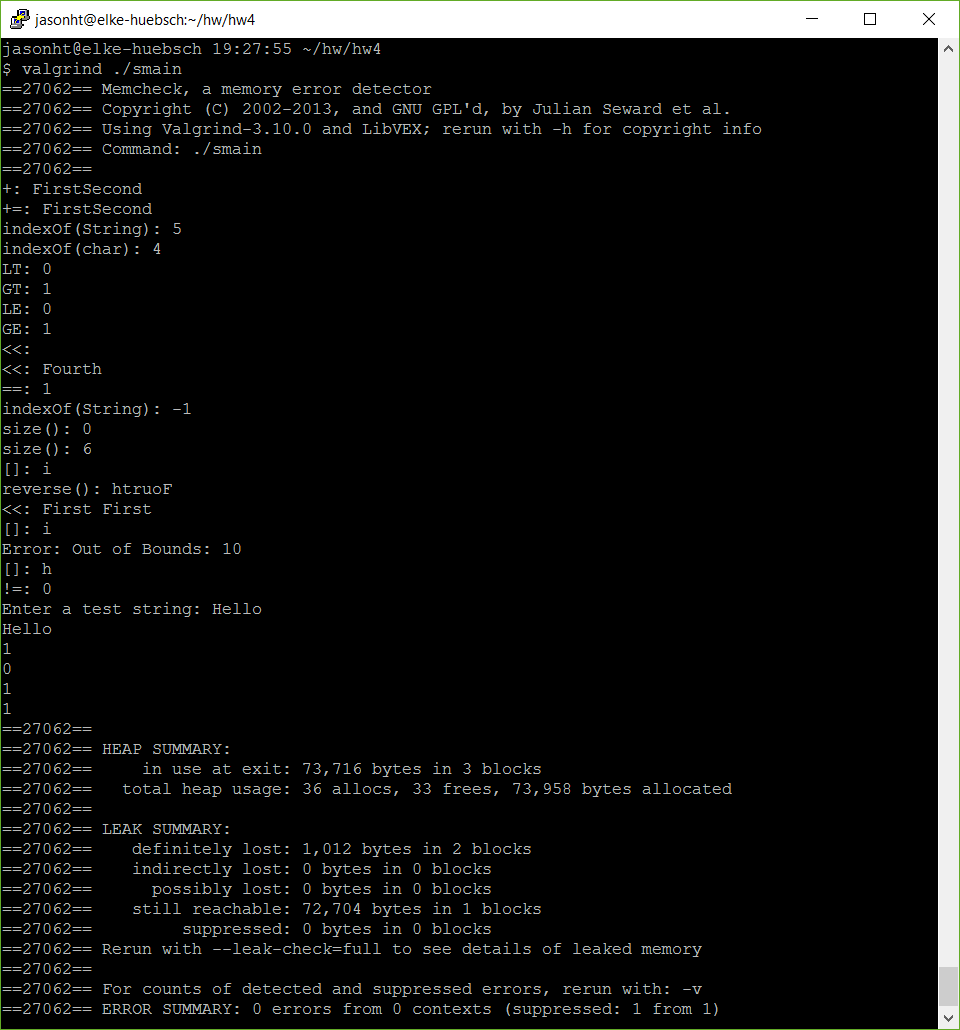 jasonht@elke-huebsch:~/hw/hw4
jasonht@elke-huebsch 19:27:55 ~/hw/hw4
$ valgrind ./smain
==27062== Memcheck, a memory error detector
==27062== Copyright (C) 2002-2013, and GNU GPL'd, by Julian Seward et al.
==27062== Using Valgrind-3.10.0 and LibVEX; rerun with -h for copyright info
==27062== Command: ./smain
==27062==
+: FirstSecond
+=: FirstSecond
indexOf(String): 5
indexOf(char): 4
LT: 0
GT: 1
LE: 0
GE: 1
<<:
<<: Fourth
==: 1
indexOf(String): -1
size(): 0
size(): 6
[]: i
reverse(): htruoF
<<: First First
[]: i
Error: Out of Bounds: 10
[]: h
!=: 0
Enter a test string: Hello
Hello
1
0
1
1
==27062==
==27062== HEAP SUMMARY:
==27062==     in use at exit: 73,716 bytes in 3 blocks
==27062==   total heap usage: 36 allocs, 33 frees, 73,958 bytes allocated
==27062==
==27062== LEAK SUMMARY:
==27062==    definitely lost: 1,012 bytes in 2 blocks
==27062==    indirectly lost: 0 bytes in 0 blocks
==27062==      possibly lost: 0 bytes in 0 blocks
==27062==    still reachable: 72,704 bytes in 1 blocks
==27062==         suppressed: 0 bytes in 0 blocks
==27062== Rerun with --leak-check=full to see details of leaked memory
==27062==
==27062== For counts of detected and suppressed errors, rerun with: -v
==27062== ERROR SUMMARY: 0 errors from 0 contexts (suppressed: 1 from 1)